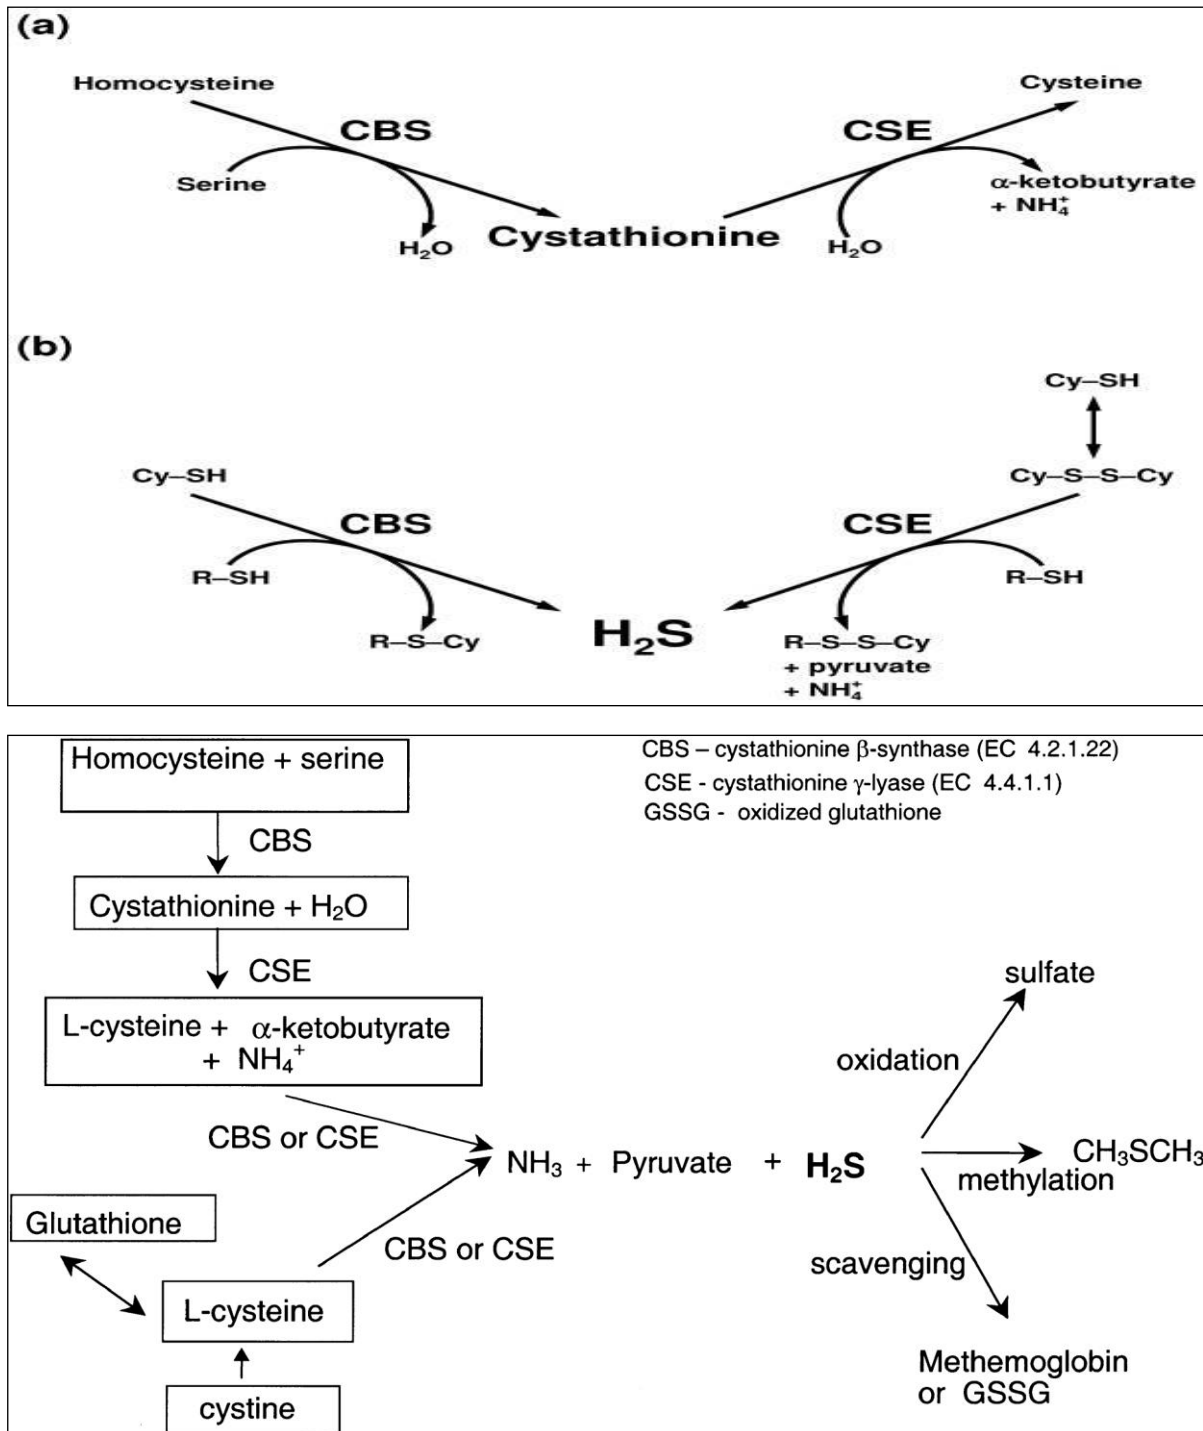 (a)
Homocysteine
Cysteine
CBS
CSE
Serine
α-ketobutyrate
+ NH₄⁺
H₂O
Cystathionine
H₂O
(b)
Cy–SH
Cy–SH
Cy–S–S–Cy
CBS
CSE
R–SH
R–SH
H₂S
R–S–Cy
R–S–S–Cy
+ pyruvate
+ NH₄⁺
Homocysteine + serine
CBS – cystathionine β-synthase (EC 4.2.1.22)
CSE - cystathionine γ-lyase (EC 4.4.1.1)
GSSG - oxidized glutathione
CBS
Cystathionine + H₂O
CSE
L-cysteine + α-ketobutyrate
+ NH₄⁺
sulfate
oxidation
CBS or CSE
NH₃ + Pyruvate + H₂S
CH₃SCH₃
methylation
Glutathione
CBS or CSE
scavenging
L-cysteine
cystine
Methemoglobin
or GSSG